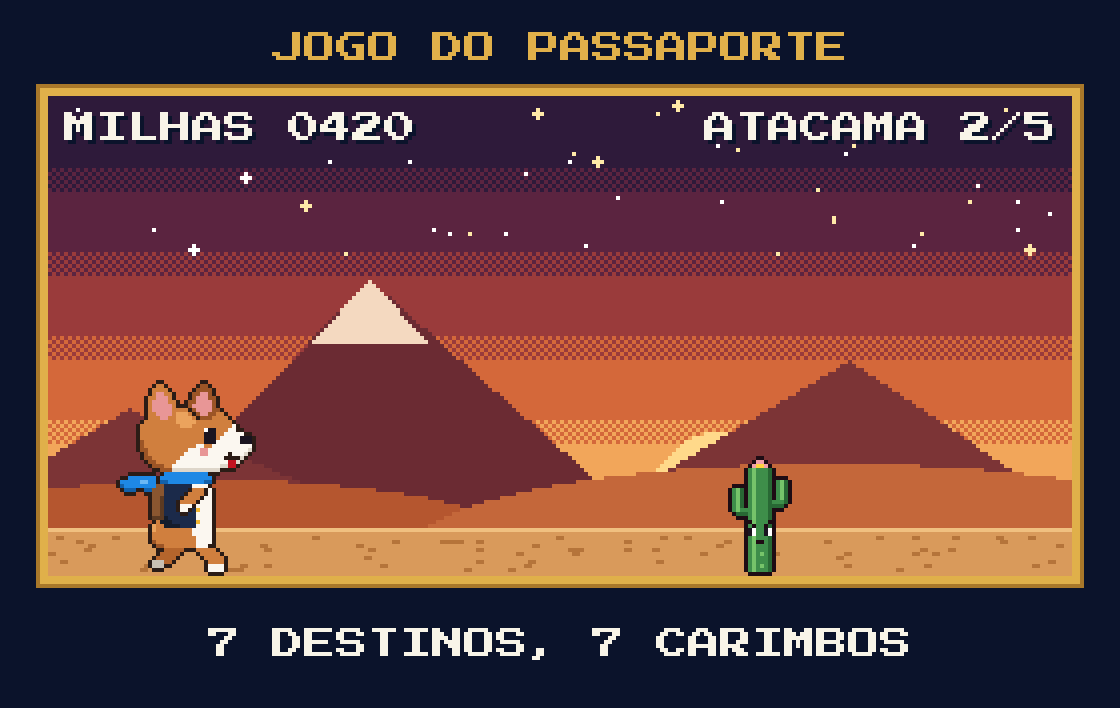 JOGO DO PASSAPORTE
MILHAS 0420
ATACAMA 2/5
7 DESTINOS, 7 CARIMBOS